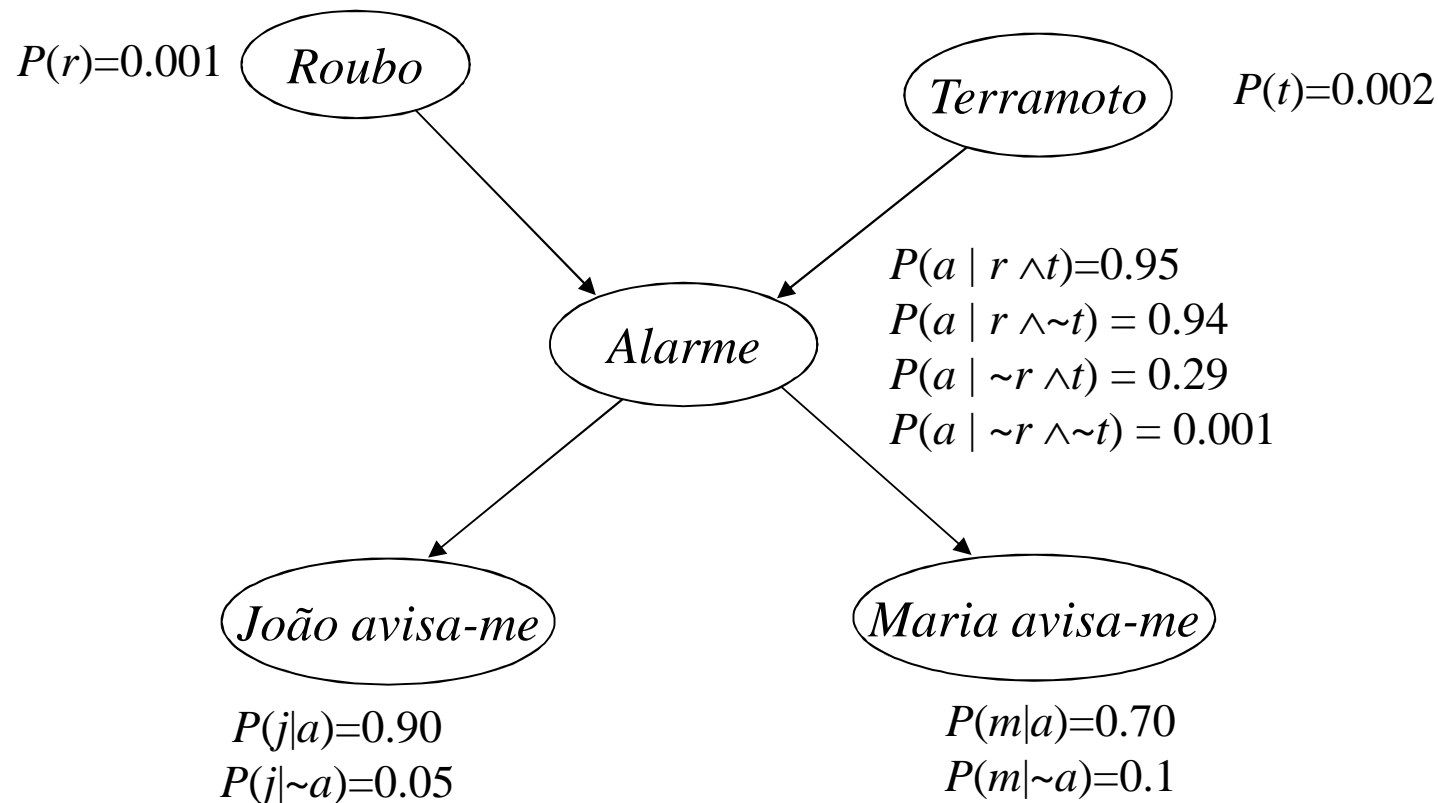 P(r)=0.001
Roubo
Terramoto
P(t)=0.002
P(a | r ∧t)=0.95
P(a | r ∧~t) = 0.94
P(a | ~r ∧t) = 0.29
P(a | ~r ∧~t) = 0.001
Alarme
João avisa-me
Maria avisa-me
P(j|a)=0.90
P(j|~a)=0.05
P(m|a)=0.70
P(m|~a)=0.1